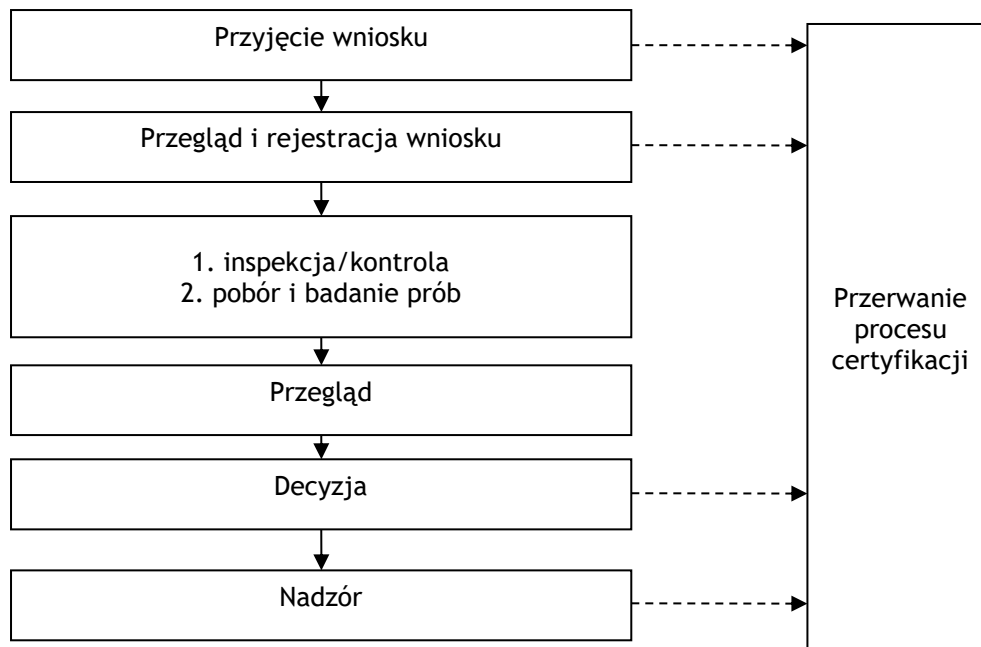 Przyjęcie wniosku
Przegląd i rejestracja wniosku
1. inspekcja/kontrola
2. pobór i badanie prób
Przegląd
Decyzja
Nadzór
Przerwanie
procesu
certyfikacji